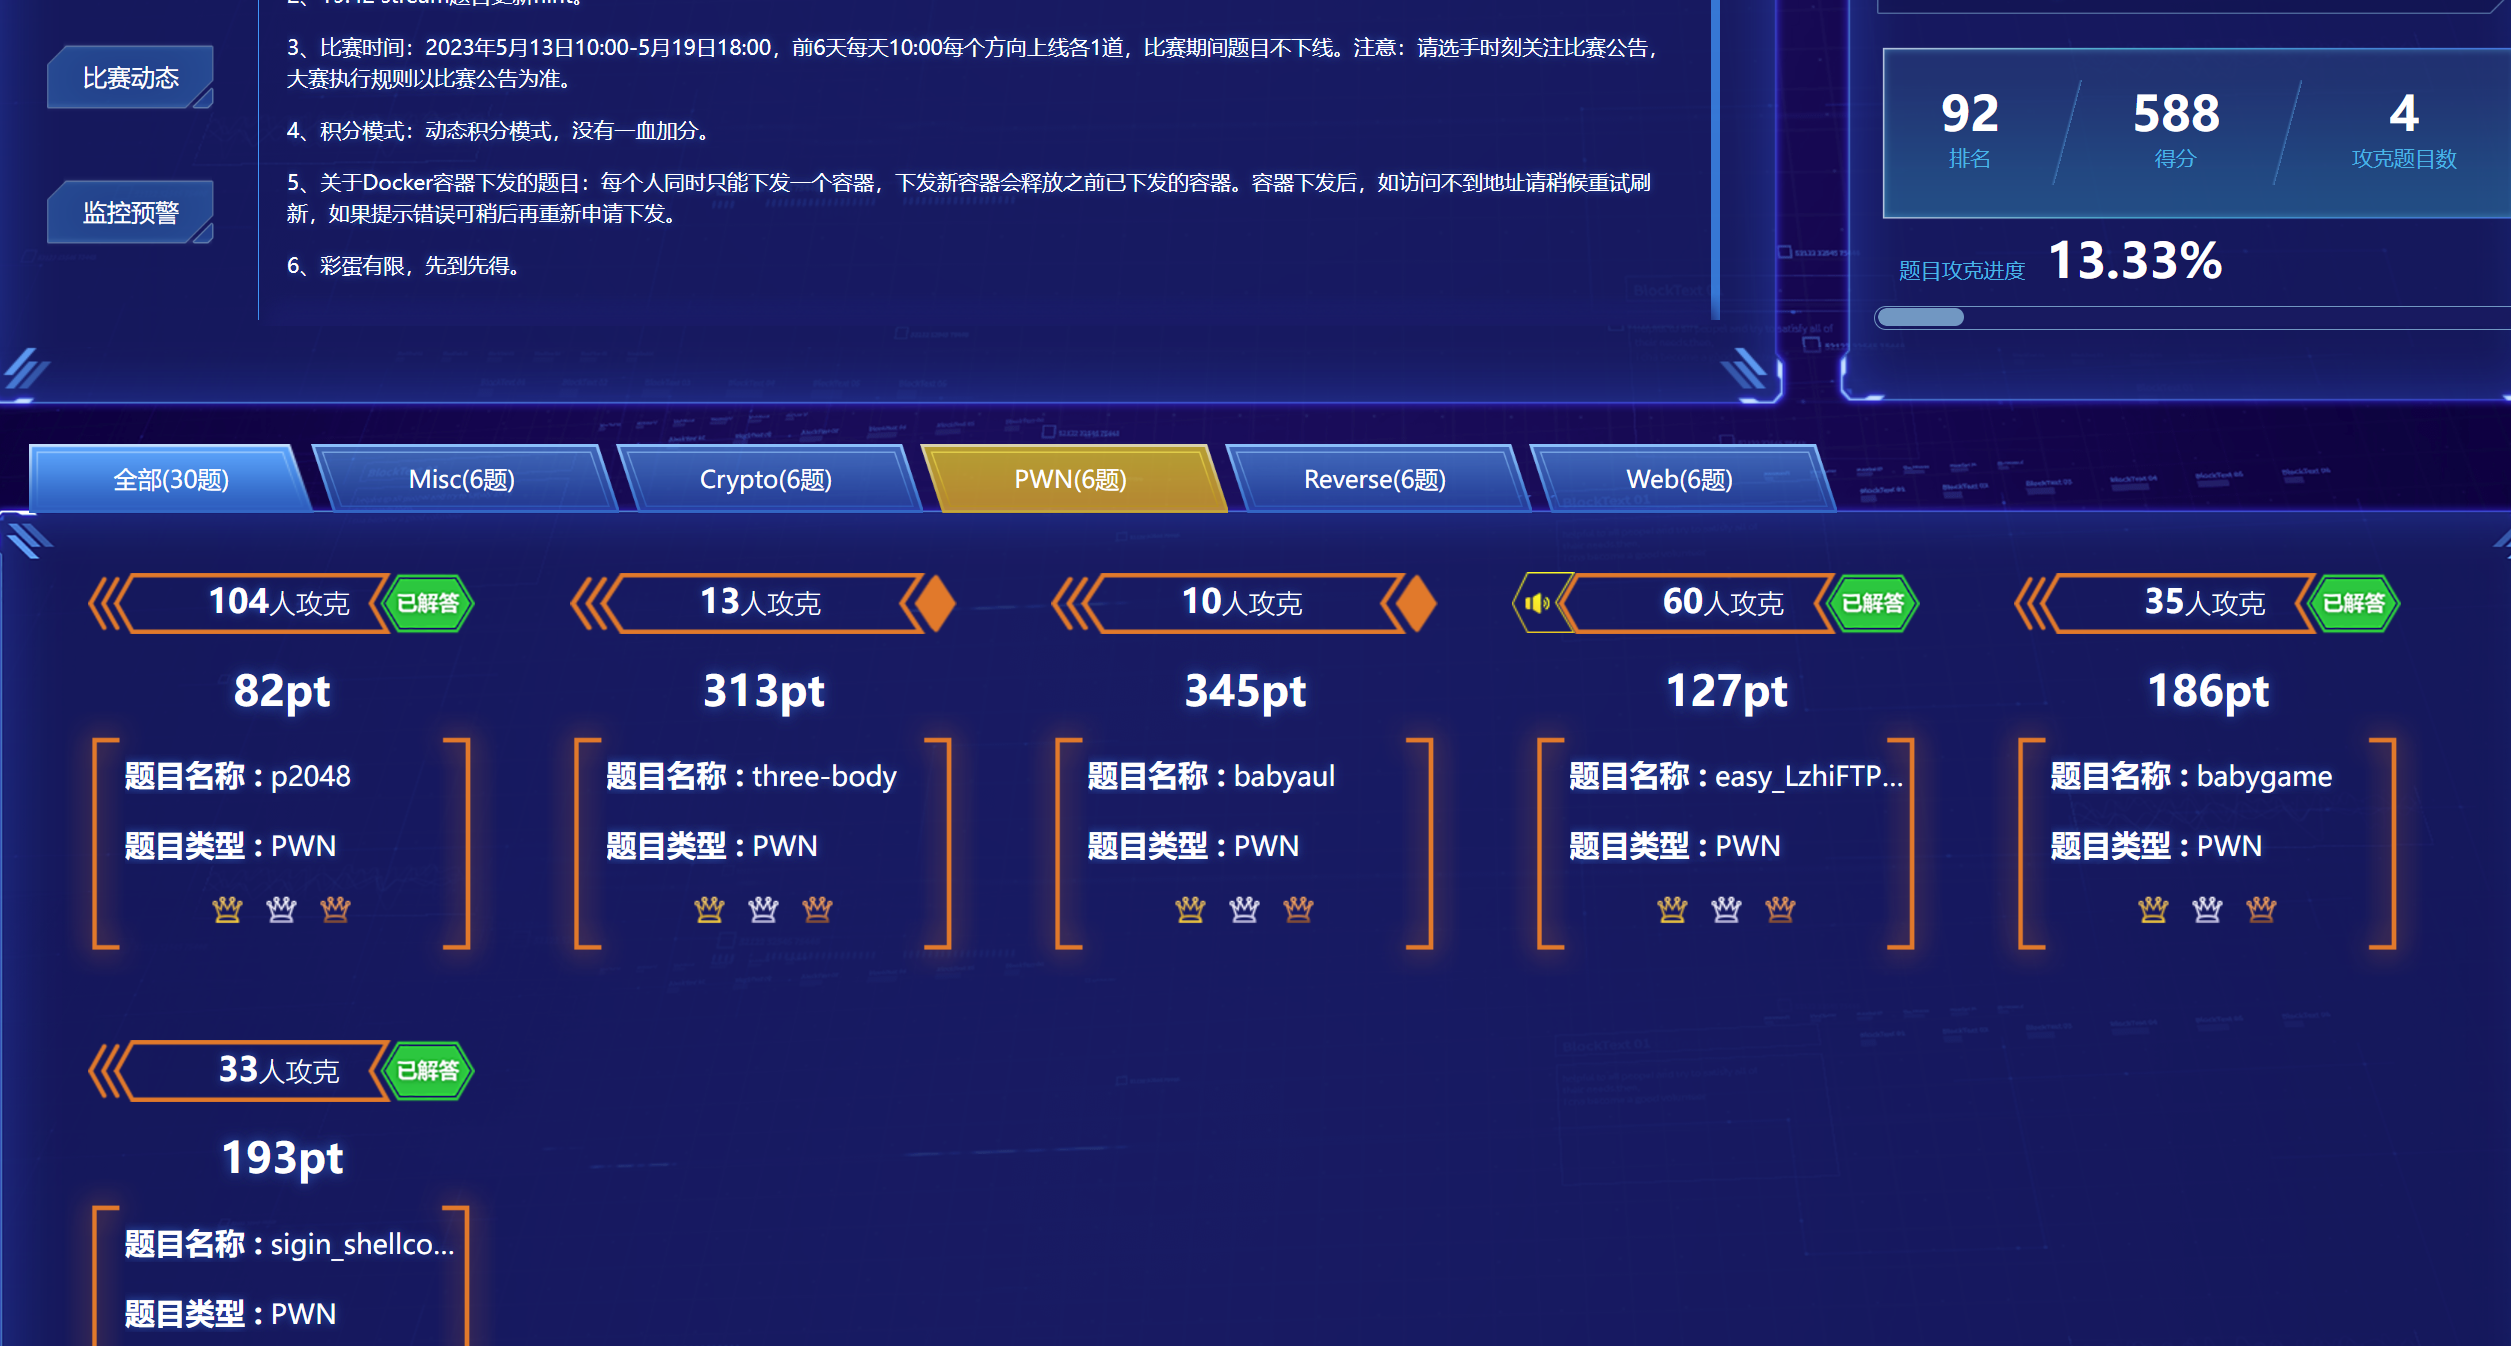 3、比赛时间：2023年5月13日10:00-5月19日18:00，前6天每天10:00每个方向上线各1道，比赛期间题目不下线。注意：请选手时刻关注比赛公告，
大赛执行规则以比赛公告为准。
4、积分模式：动态积分模式，没有一血加分。
5、关于Docker容器下发的题目：每个人同时只能下发一个容器，下发新容器会释放之前已下发的容器。容器下发后，如访问不到地址请稍候重试刷
新，如果提示错误可稍后再重新申请下发。
6、彩蛋有限，先到先得。
比赛动态
监控预警
92 588 4
排名 得分 攻克题目数
题目攻克进度 13.33%
全部(30题) Misc(6题) Crypto(6题) PWN(6题) Reverse(6题) Web(6题)
104人攻克 已解答
82pt
题目名称 : p2048
题目类型 : PWN
13人攻克
313pt
题目名称 : three-body
题目类型 : PWN
10人攻克
345pt
题目名称 : babyaul
题目类型 : PWN
60人攻克 已解答
127pt
题目名称 : easy_LzhiFTP...
题目类型 : PWN
35人攻克 已解答
186pt
题目名称 : babygame
题目类型 : PWN
33人攻克 已解答
193pt
题目名称 : sigin_shellco...
题目类型 : PWN